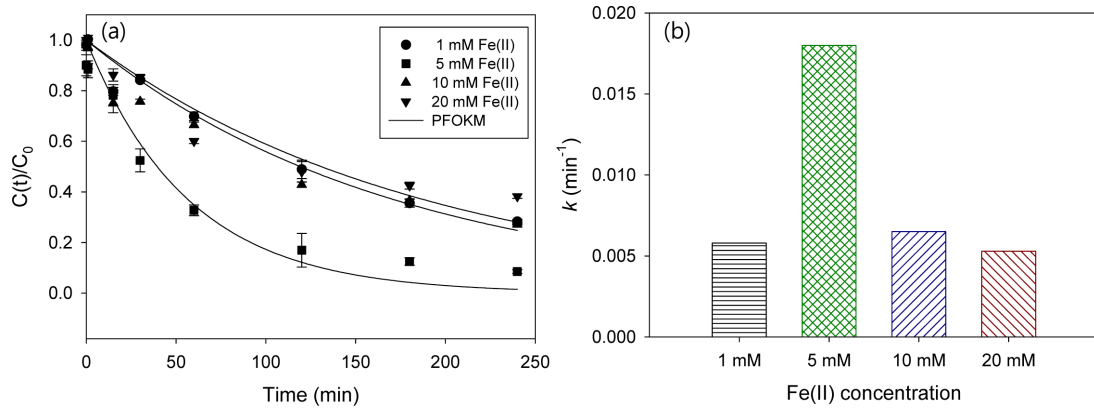 (a)
1 mM Fe(II)
5 mM Fe(II)
10 mM Fe(II)
20 mM Fe(II)
PFOKM
1.0
0.8
0.6
0.4
0.2
0.0
C(t)/C₀
0
50
100
150
200
250
Time (min)
(b)
0.020
0.015
0.010
0.005
0.000
k (min⁻¹)
1 mM
5 mM
10 mM
20 mM
Fe(II) concentration